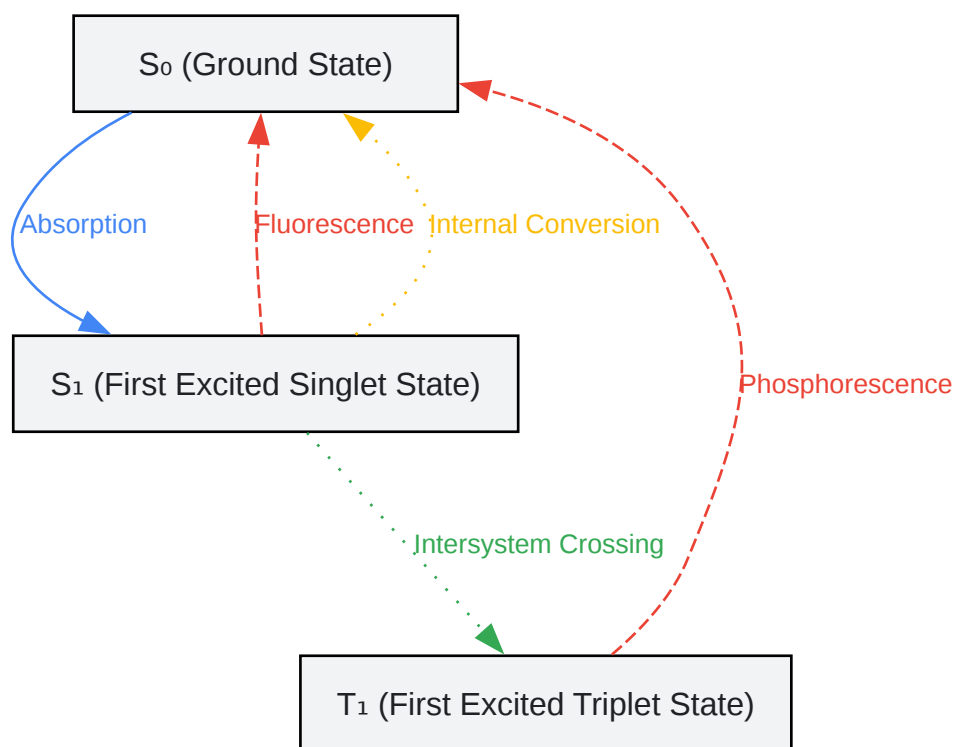 S₀ (Ground State)
Absorption
Fluorescence
Internal Conversion
S₁ (First Excited Singlet State)
Phosphorescence
Intersystem Crossing
T₁ (First Excited Triplet State)